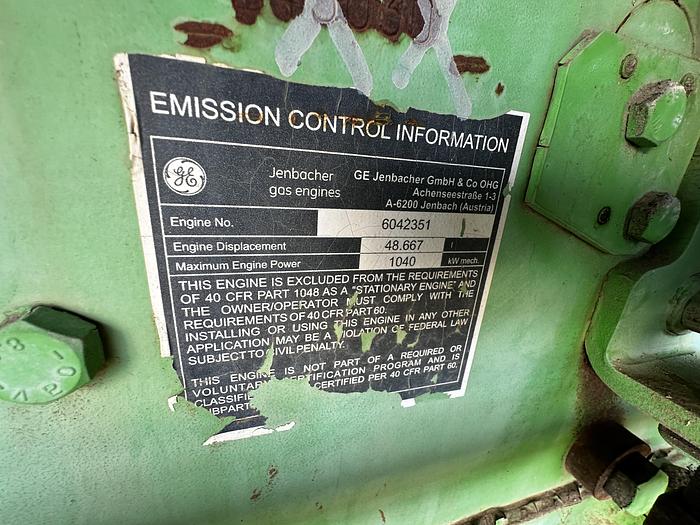 EMISSION CONTROL INFORMATION
GE
Jenbacher
gas engines
GE Jenbacher GmbH & Co OHG
Achenseestraße 1-3
A-6200 Jenbach (Austria)
Engine No. 6042351
Engine Displacement 48.667 l
Maximum Engine Power 1040 kW mech.
THIS ENGINE IS EXCLUDED FROM THE REQUIREMENTS
OF 40 CFR PART 1048 AS A "STATIONARY ENGINE" AND
THE OWNER/OPERATOR MUST COMPLY WITH THE
REQUIREMENTS OF 40 CFR PART 60.
INSTALLING OR USING THIS ENGINE IN ANY OTHER
APPLICATION MAY BE A VIOLATION OF FEDERAL LAW
SUBJECT TO CIVIL PENALTY.
THIS ENGINE IS NOT PART OF A REQUIRED OR
VOLUNTARY CERTIFICATION PROGRAM AND IS
CLASSIFI CERTIFIED PER 40 CFR PART 60,
SUBPART